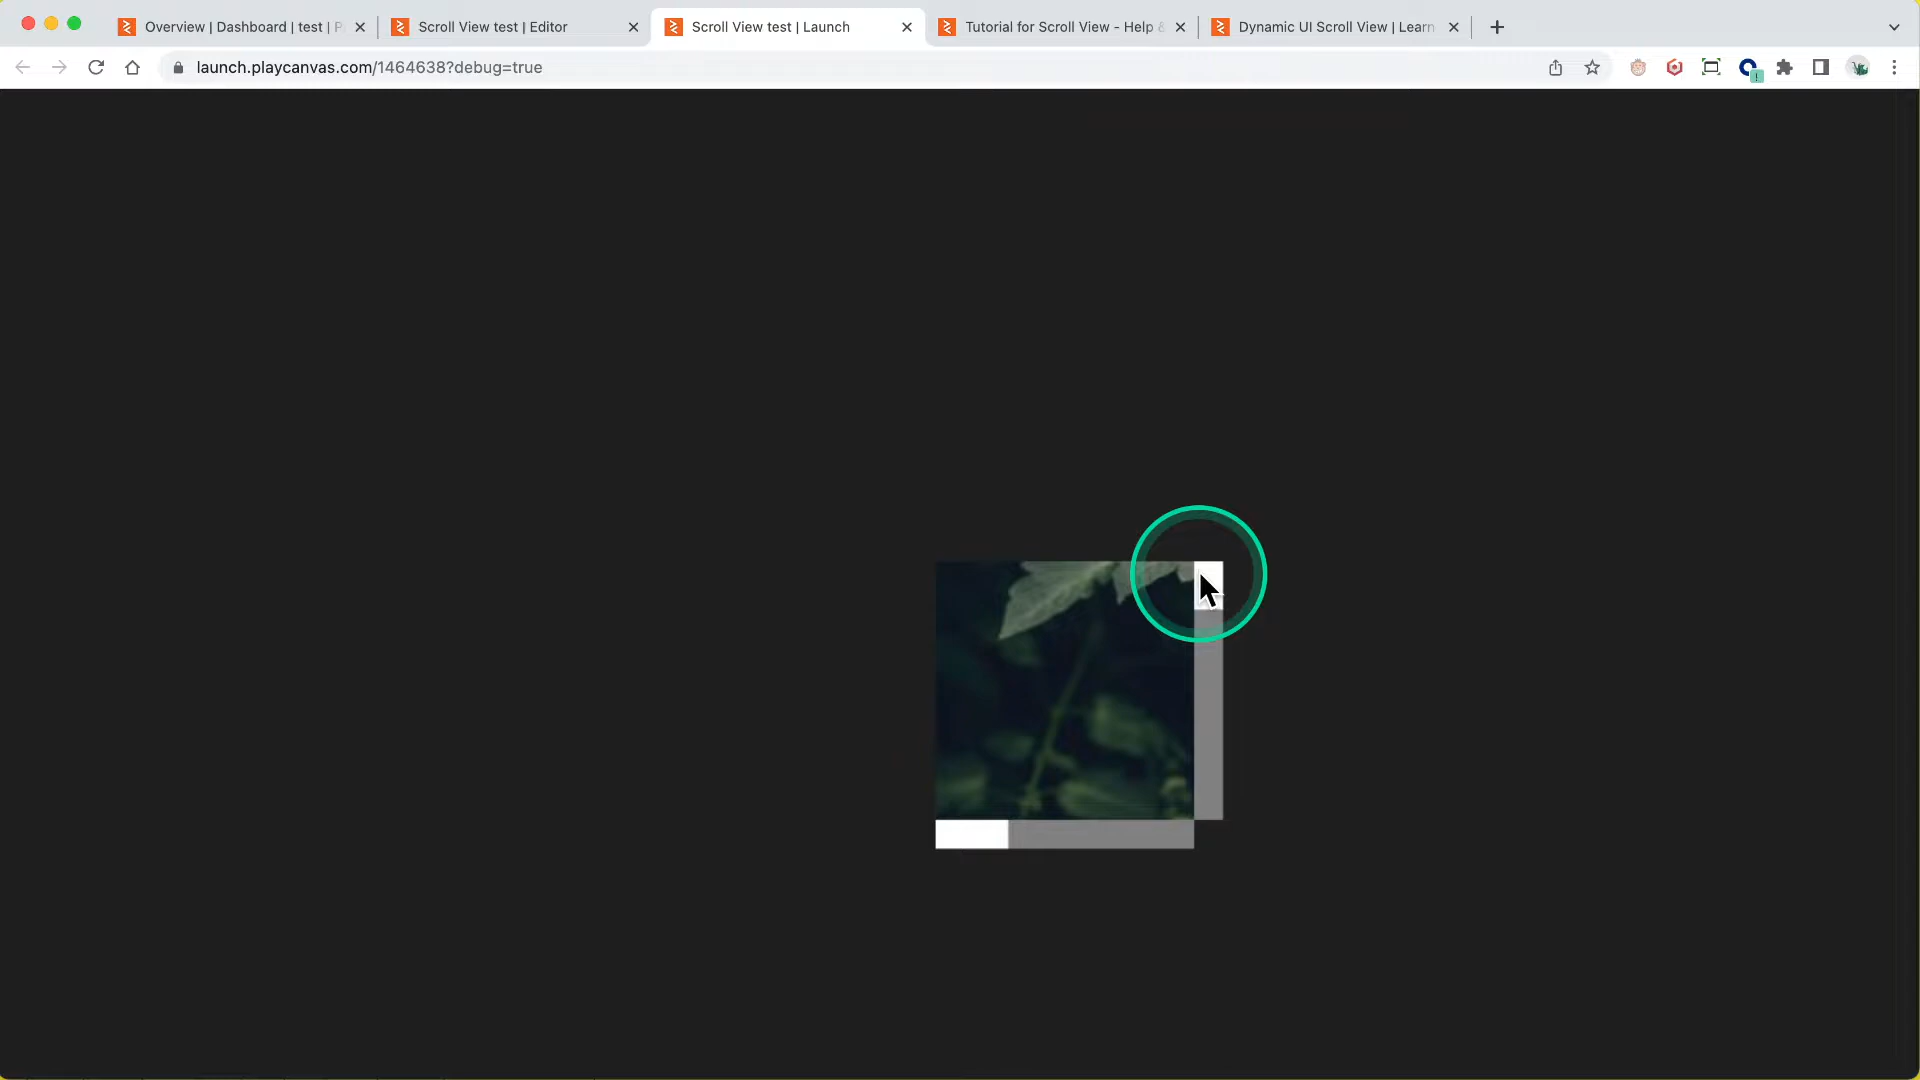 Overview | Dashboard | test | P
Scroll View test | Editor
Scroll View test | Launch
Tutorial for Scroll View - Help &
Dynamic UI Scroll View | Learn
launch.playcanvas.com/1464638?debug=true